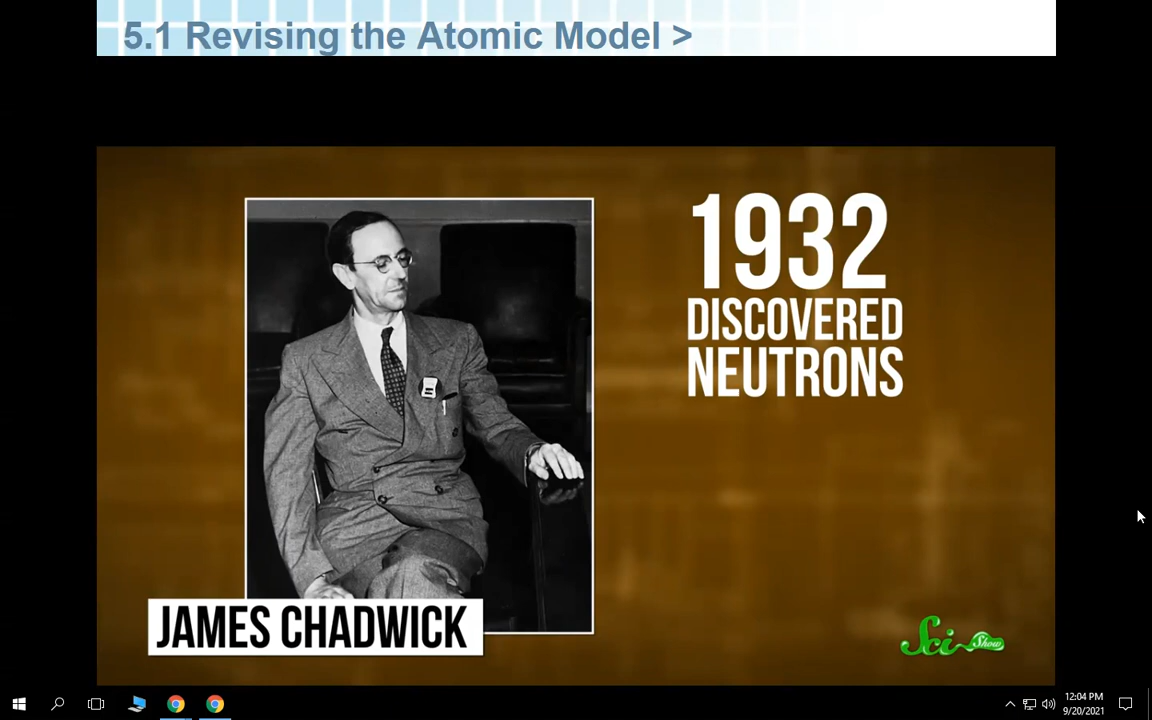 5.1 Revising the Atomic Model >
1932
DISCOVERED
NEUTRONS
JAMES CHADWICK
Sci Show
12:04 PM
9/20/2021